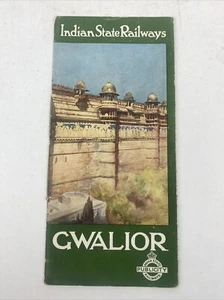 Indian State Railways
GWALIOR
PUBLICITY